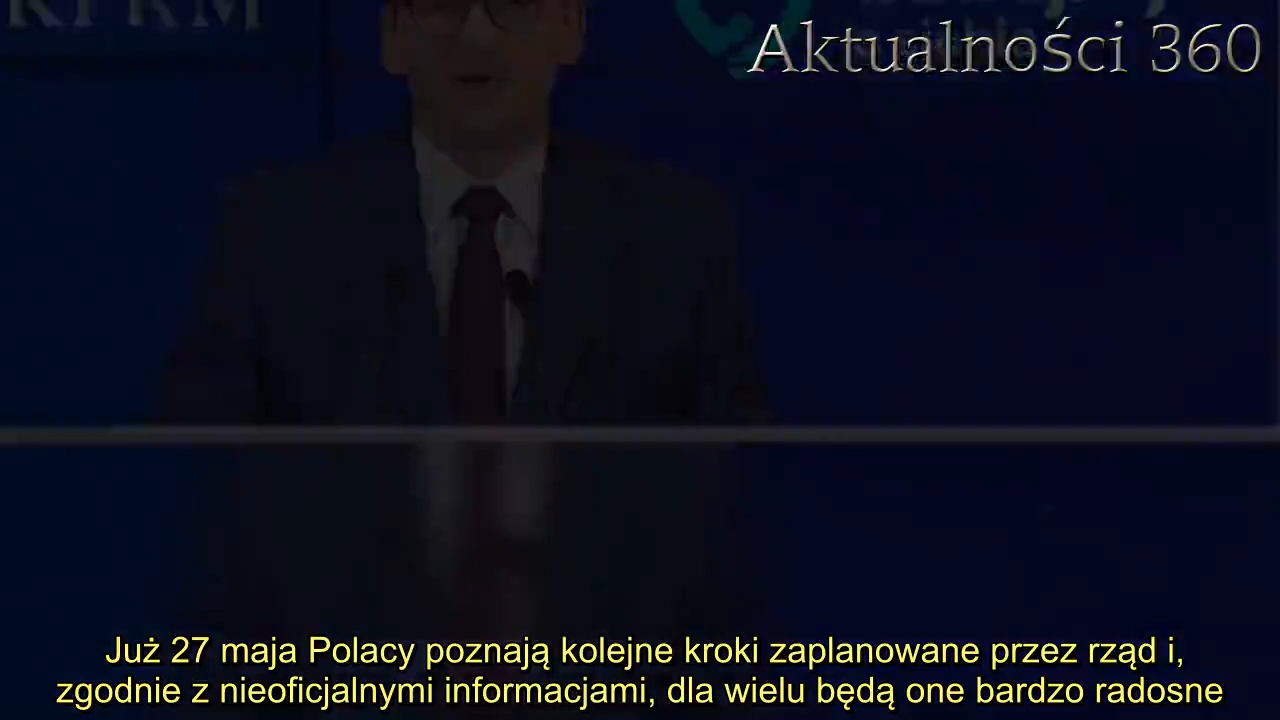 KPRM
Aktualności 360
Już 27 maja Polacy poznają kolejne kroki zaplanowane przez rząd i,
zgodnie z nieoficjalnymi informacjami, dla wielu będą one bardzo radosne